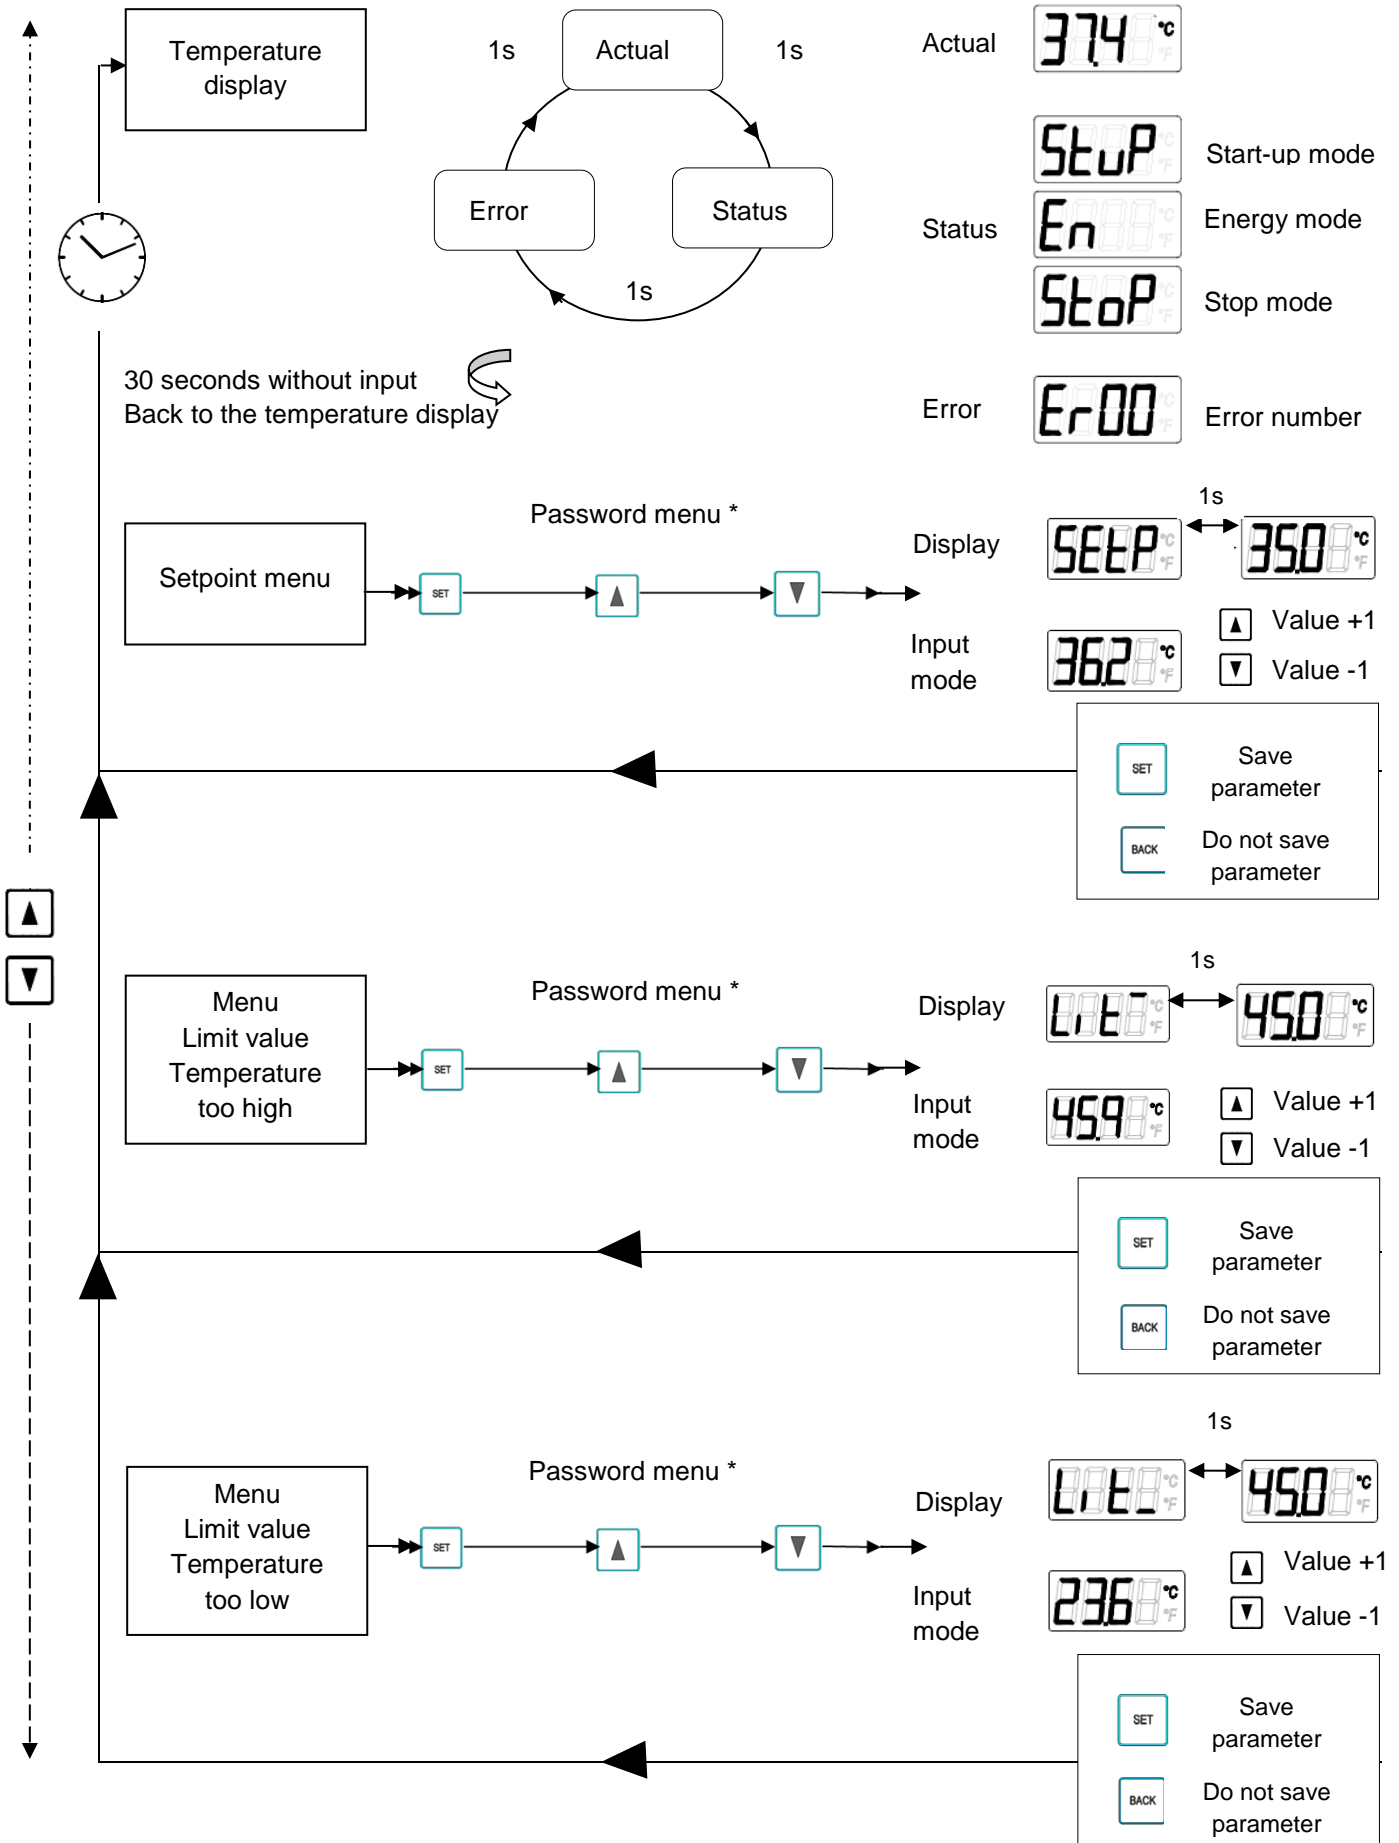 Temperature
display
1s
Actual
1s
Error
Status
1s
Actual
37.4 °C
°F
StuP °C
°F
Start-up mode
Status
En °C
°F
Energy mode
StoP °C
°F
Stop mode
30 seconds without input
Back to the temperature display
Error
Er00 °C
°F
Error number
Setpoint menu
Password menu *
SET
Display
SEtP °C
°F
1s
35.0 °C
°F
Input
mode
36.2 °C
°F
Value +1
Value -1
SET
Save
parameter
BACK
Do not save
parameter
Menu
Limit value
Temperature
too high
Password menu *
SET
Display
Lit¯ °C
°F
1s
45.0 °C
°F
Input
mode
45.9 °C
°F
Value +1
Value -1
SET
Save
parameter
BACK
Do not save
parameter
Menu
Limit value
Temperature
too low
Password menu *
SET
Display
Lit_ °C
°F
1s
45.0 °C
°F
Input
mode
23.6 °C
°F
Value +1
Value -1
SET
Save
parameter
BACK
Do not save
parameter